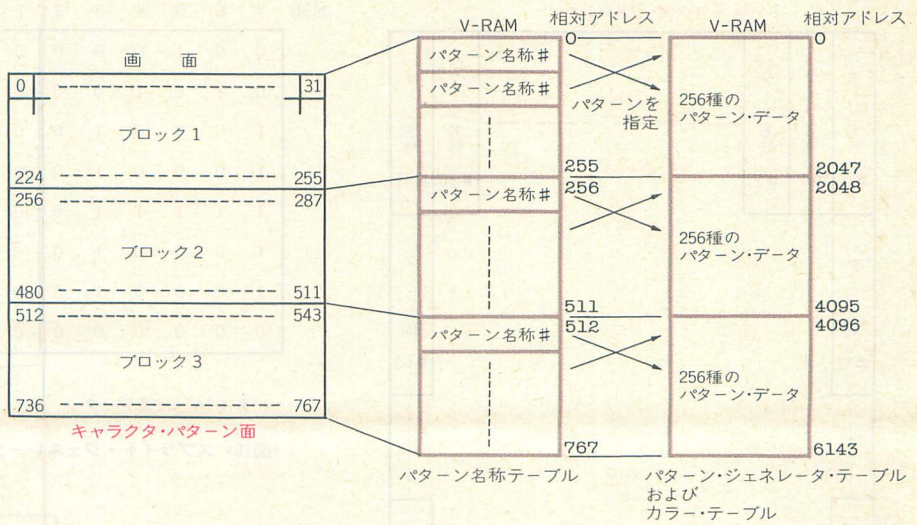 画 面
0 31
ブロック1
224 255
256 287
ブロック2
480 511
512 543
ブロック3
736 767
キャラクタ・パターン面
V-RAM
相対アドレス
0
パターン名称#
パターン名称#
255
256
パターン名称#
511
512
パターン名称#
767
パターン名称テーブル
パターンを
指定
V-RAM
相対アドレス
0
256種の
パターン・データ
2047
2048
256種の
パターン・データ
4095
4096
256種の
パターン・データ
6143
パターン・ジェネレータ・テーブル
および
カラー・テーブル